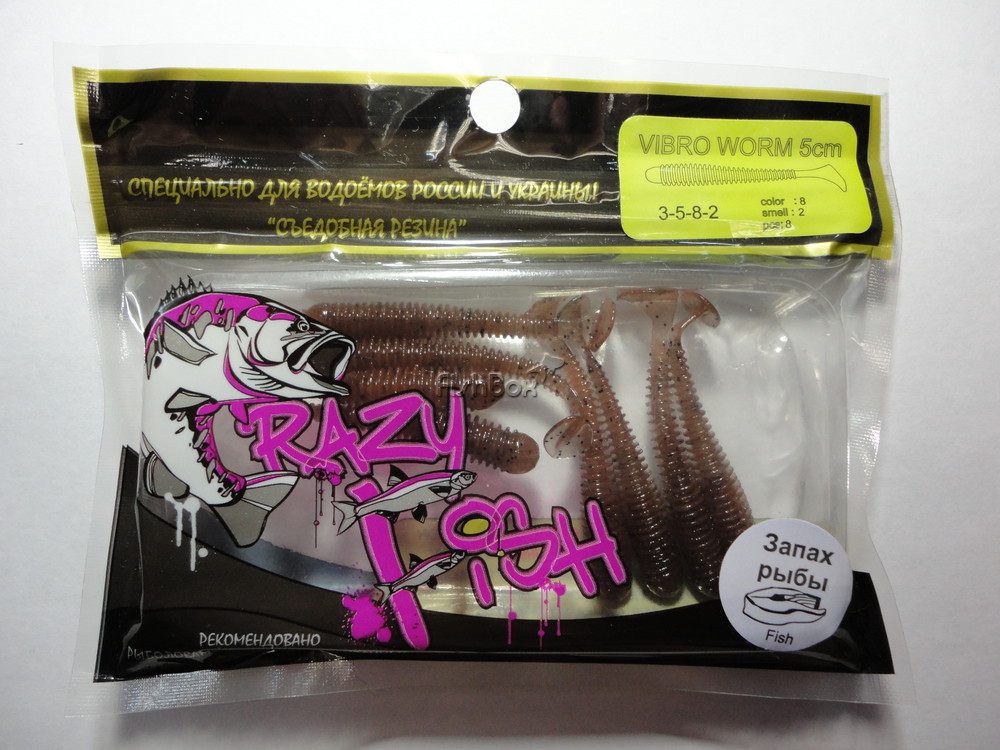 VIBRO WORM 5cm
3-5-8-2
color : 8
smell : 2
pcs: 8
СПЕЦИАЛЬНО ДЛЯ ВОДОЁМОВ РОССИИ И УКРАИНЫ!
"СЪЕДОБНАЯ РЕЗИНА"
CRAZY
FISH
Запах
рыбы
Fish
РЕКОМЕНДОВАНО